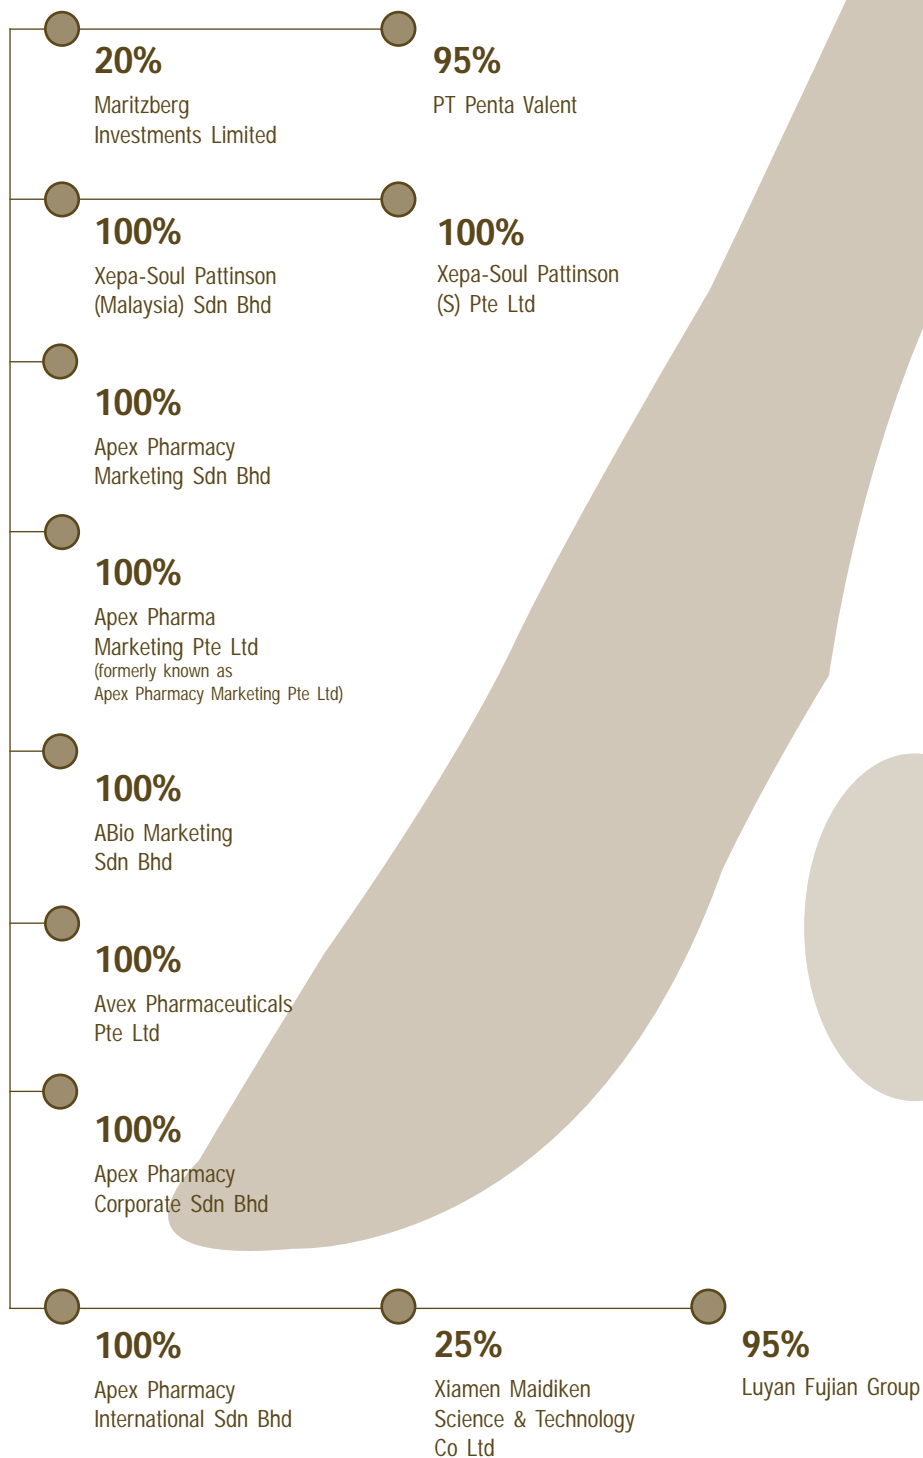 20%
Maritzberg
Investments Limited
95%
PT Penta Valent
100%
Xepa-Soul Pattinson
(Malaysia) Sdn Bhd
100%
Xepa-Soul Pattinson
(S) Pte Ltd
100%
Apex Pharmacy
Marketing Sdn Bhd
100%
Apex Pharma
Marketing Pte Ltd
(formerly known as
Apex Pharmacy Marketing Pte Ltd)
100%
ABio Marketing
Sdn Bhd
100%
Avex Pharmaceuticals
Pte Ltd
100%
Apex Pharmacy
Corporate Sdn Bhd
100%
Apex Pharmacy
International Sdn Bhd
25%
Xiamen Maidiken
Science & Technology
Co Ltd
95%
Luyan Fujian Group